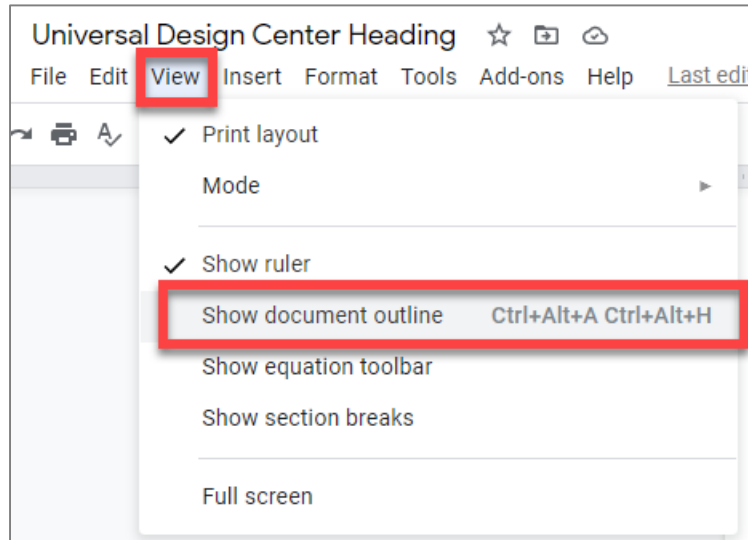 Universal Design Center Heading
File Edit View Insert Format Tools Add-ons Help Last edi
Print layout
Mode
Show ruler
Show document outline Ctrl+Alt+A Ctrl+Alt+H
Show equation toolbar
Show section breaks
Full screen